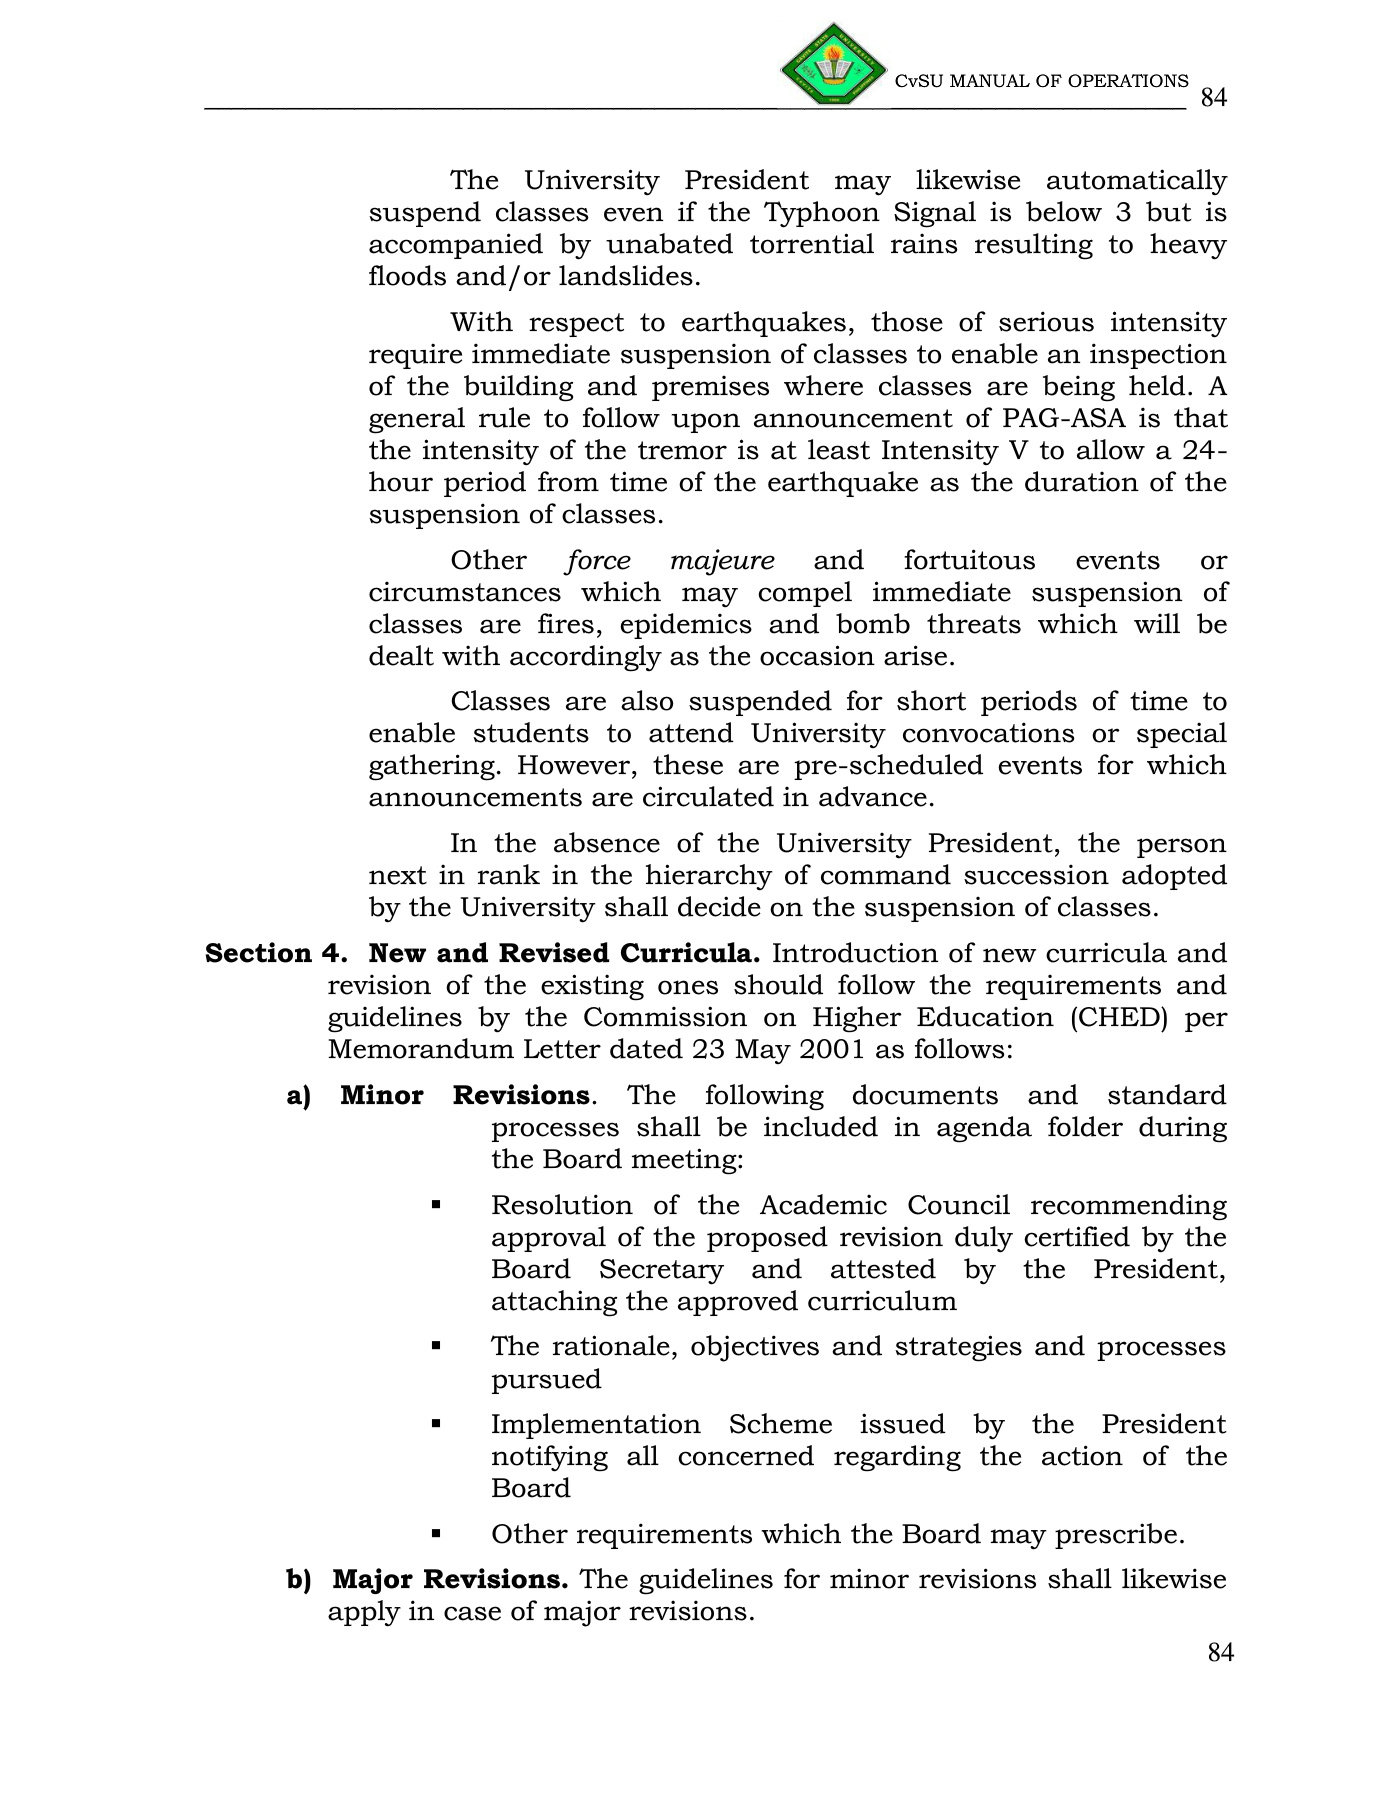 CvSU MANUAL OF OPERATIONS
84
The University President may likewise automatically
suspend classes even if the Typhoon Signal is below 3 but is
accompanied by unabated torrential rains resulting to heavy
floods and/or landslides.
With respect to earthquakes, those of serious intensity
require immediate suspension of classes to enable an inspection
of the building and premises where classes are being held. A
general rule to follow upon announcement of PAG-ASA is that
the intensity of the tremor is at least Intensity V to allow a 24-
hour period from time of the earthquake as the duration of the
suspension of classes.
Other force majeure and fortuitous events or
circumstances which may compel immediate suspension of
classes are fires, epidemics and bomb threats which will be
dealt with accordingly as the occasion arise.
Classes are also suspended for short periods of time to
enable students to attend University convocations or special
gathering. However, these are pre-scheduled events for which
announcements are circulated in advance.
In the absence of the University President, the person
next in rank in the hierarchy of command succession adopted
by the University shall decide on the suspension of classes.
Section 4. New and Revised Curricula. Introduction of new curricula and
revision of the existing ones should follow the requirements and
guidelines by the Commission on Higher Education (CHED) per
Memorandum Letter dated 23 May 2001 as follows:
a) Minor Revisions. The following documents and standard
processes shall be included in agenda folder during
the Board meeting:
▪ Resolution of the Academic Council recommending
approval of the proposed revision duly certified by the
Board Secretary and attested by the President,
attaching the approved curriculum
▪ The rationale, objectives and strategies and processes
pursued
▪ Implementation Scheme issued by the President
notifying all concerned regarding the action of the
Board
▪ Other requirements which the Board may prescribe.
b) Major Revisions. The guidelines for minor revisions shall likewise
apply in case of major revisions.
84